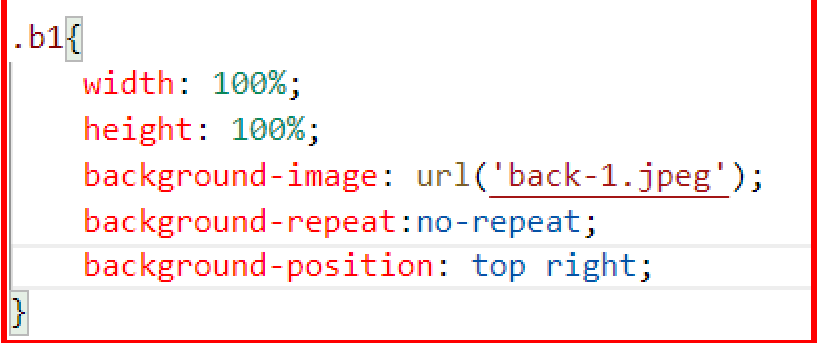 .b1{
    width: 100%;
    height: 100%;
    background-image: url('back-1.jpeg');
    background-repeat:no-repeat;
    background-position: top right;
}